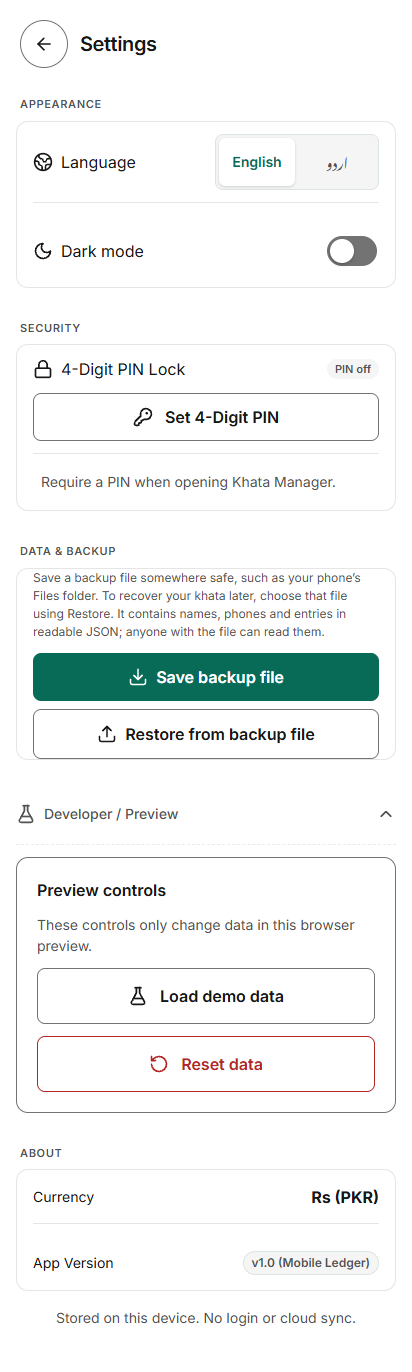 Settings
APPEARANCE
Language
English
اردو
Dark mode
SECURITY
4-Digit PIN Lock
PIN off
Set 4-Digit PIN
Require a PIN when opening Khata Manager.
DATA & BACKUP
Save a backup file somewhere safe, such as your phone’s
Files folder. To recover your khata later, choose that file
using Restore. It contains names, phones and entries in
readable JSON; anyone with the file can read them.
Save backup file
Restore from backup file
Developer / Preview
Preview controls
These controls only change data in this browser
preview.
Load demo data
Reset data
ABOUT
Currency
Rs (PKR)
App Version
v1.0 (Mobile Ledger)
Stored on this device. No login or cloud sync.